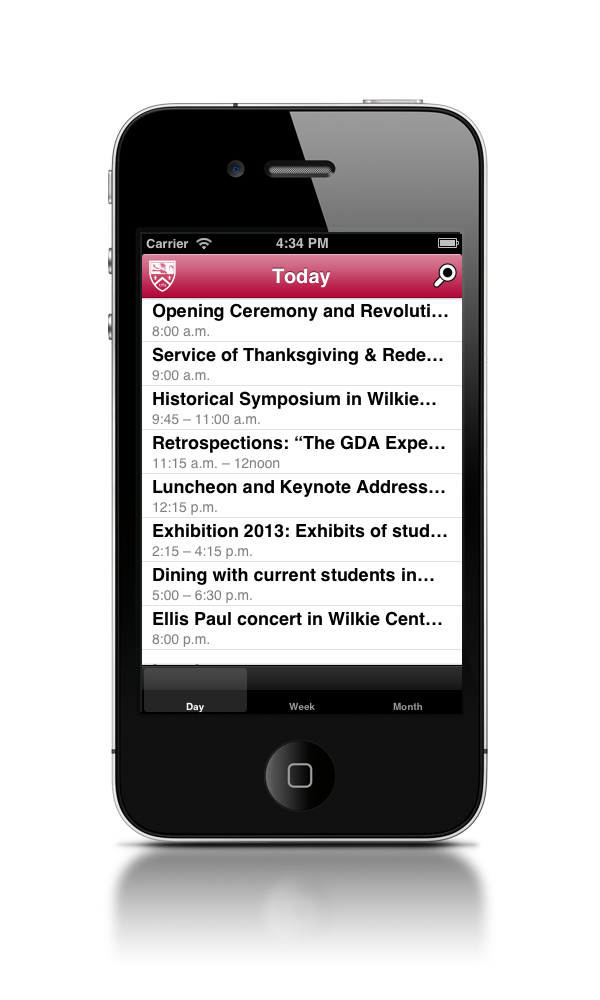 Carrier 4:34 PM
Today
Opening Ceremony and Revoluti...
8:00 a.m.
Service of Thanksgiving & Rede...
9:00 a.m.
Historical Symposium in Wilkie...
9:45 – 11:00 a.m.
Retrospections: “The GDA Expe...
11:15 a.m. – 12noon
Luncheon and Keynote Address...
12:15 p.m.
Exhibition 2013: Exhibits of stud...
2:15 – 4:15 p.m.
Dining with current students in...
5:00 – 6:30 p.m.
Ellis Paul concert in Wilkie Cent...
8:00 p.m.
Day Week Month